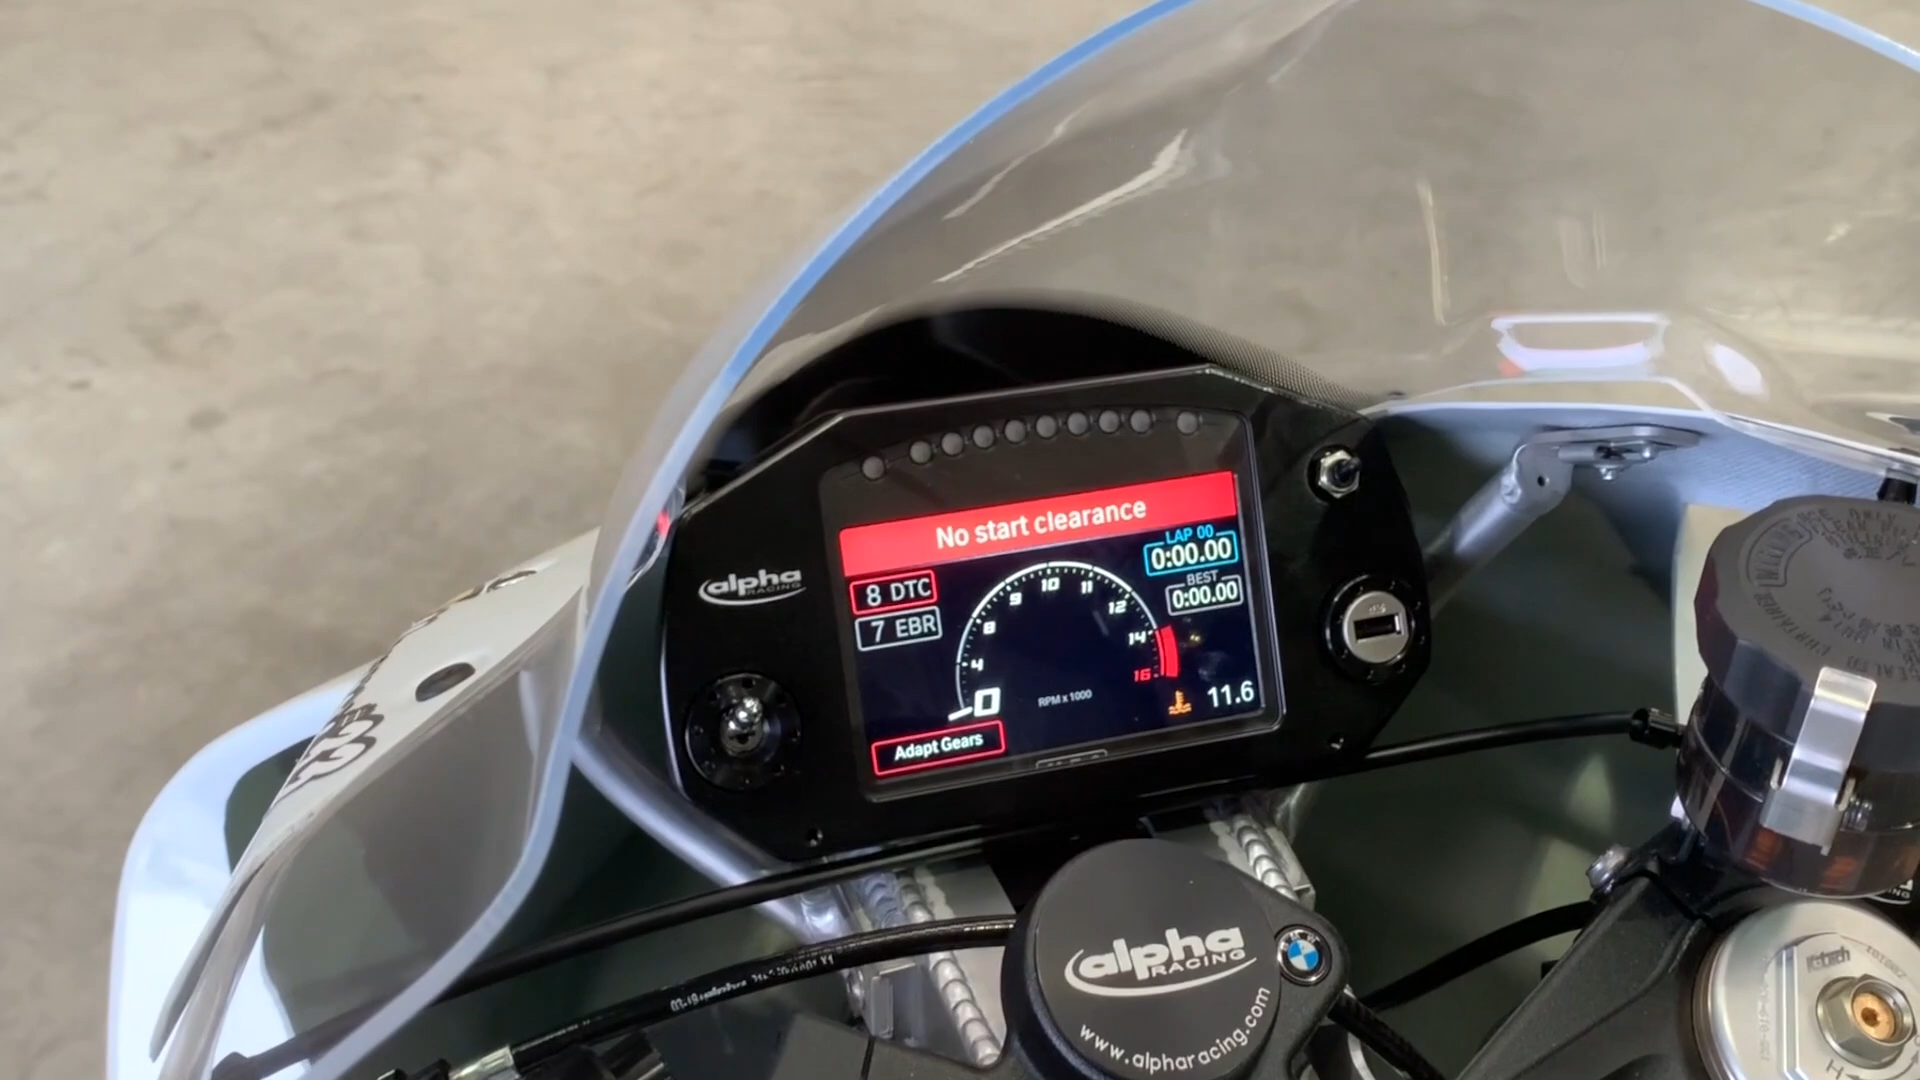 No start clearance
LAP 00
0:00.00
BEST
0:00.00
8 DTC
7 EBR
4
8
9
10
11
12
14
16
0
RPM x 1000
11.6
Adapt Gears
alpha
RACING
alpha
RACING
www.alpharacing.com
K-tech
H